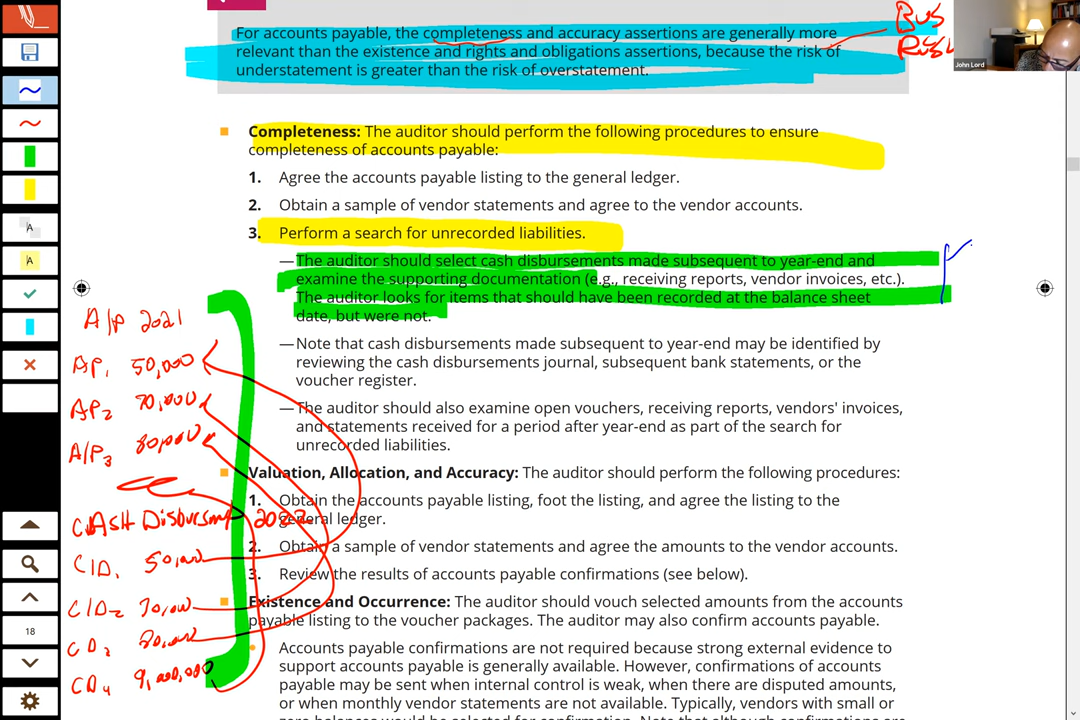 For accounts payable, the completeness and accuracy assertions are generally more
relevant than the existence and rights and obligations assertions, because the risk of
understatement is greater than the risk of overstatement.
John Lord
Completeness: The auditor should perform the following procedures to ensure
completeness of accounts payable:
1. Agree the accounts payable listing to the general ledger.
2. Obtain a sample of vendor statements and agree to the vendor accounts.
3. Perform a search for unrecorded liabilities.
—The auditor should select cash disbursements made subsequent to year-end and
examine the supporting documentation (e.g., receiving reports, vendor invoices, etc.).
The auditor looks for items that should have been recorded at the balance sheet
date, but were not.
—Note that cash disbursements made subsequent to year-end may be identified by
reviewing the cash disbursements journal, subsequent bank statements, or the
voucher register.
—The auditor should also examine open vouchers, receiving reports, vendors' invoices,
and statements received for a period after year-end as part of the search for
unrecorded liabilities.
Valuation, Allocation, and Accuracy: The auditor should perform the following procedures:
1. Obtain the accounts payable listing, foot the listing, and agree the listing to the
general ledger.
2. Obtain a sample of vendor statements and agree the amounts to the vendor accounts.
3. Review the results of accounts payable confirmations (see below).
Existence and Occurrence: The auditor should vouch selected amounts from the accounts
payable listing to the voucher packages. The auditor may also confirm accounts payable.
Accounts payable confirmations are not required because strong external evidence to
support accounts payable is generally available. However, confirmations of accounts
payable may be sent when internal control is weak, when there are disputed amounts,
or when monthly vendor statements are not available. Typically, vendors with small or
zero balances would be selected for confirmation. Note that although confirmations are
A/P 2021
AP1 50,000
AP2 70,000
A/P3 80,000
CASH Disbursmt 2022
C/D1 50,000
C/D2 70,000
CD4 9,000,000
A
A
18